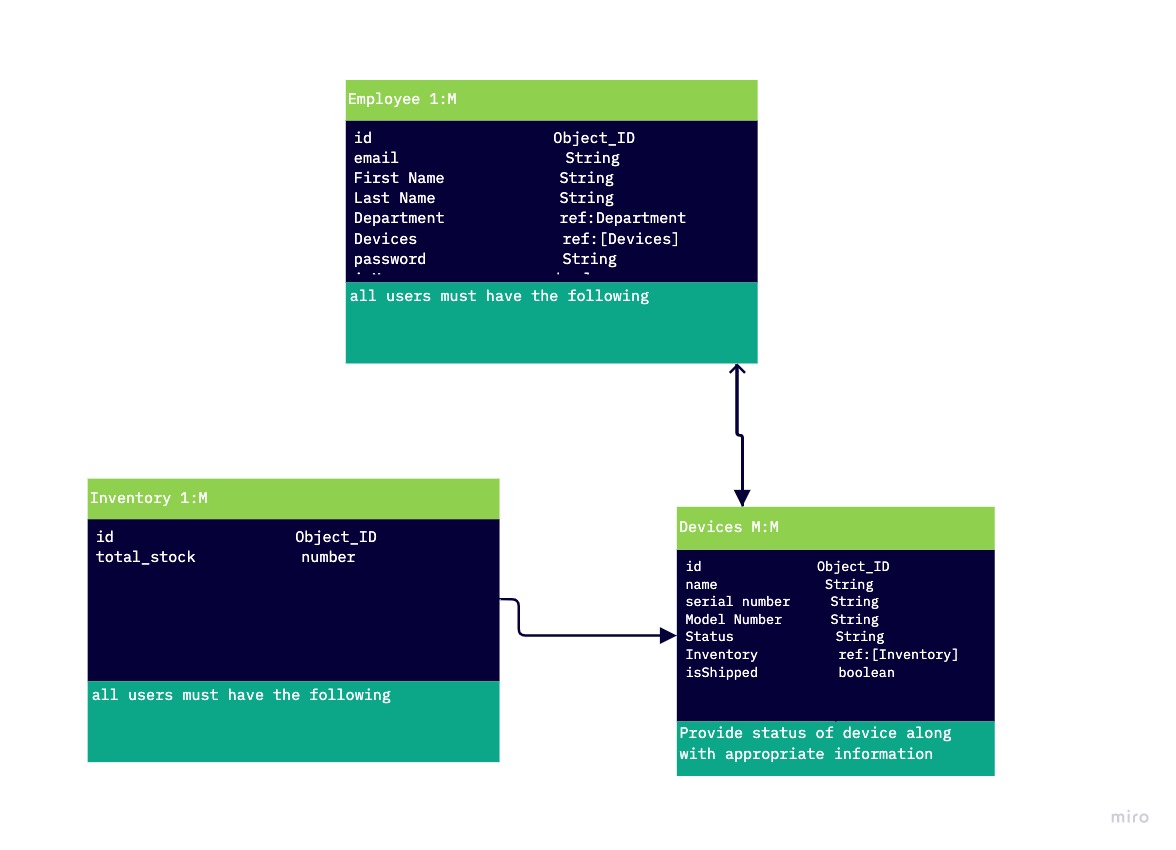 Employee 1:M
id Object_ID
email String
First Name String
Last Name String
Department ref:Department
Devices ref:[Devices]
password String
all users must have the following
Inventory 1:M
id Object_ID
total_stock number
all users must have the following
Devices M:M
id Object_ID
name String
serial number String
Model Number String
Status String
Inventory ref:[Inventory]
isShipped boolean
Provide status of device along
with appropriate information
miro